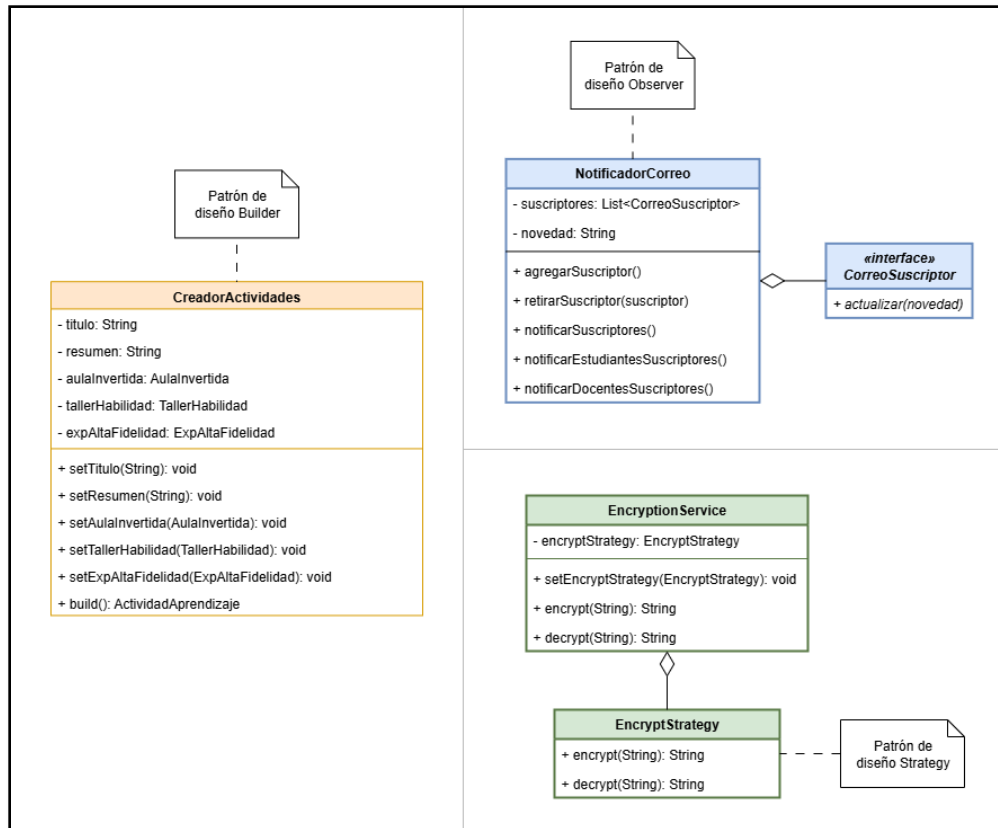 Patrón de
diseño Builder
CreadorActividades
- titulo: String
- resumen: String
- aulaInvertida: AulaInvertida
- tallerHabilidad: TallerHabilidad
- expAltaFidelidad: ExpAltaFidelidad
+ setTitulo(String): void
+ setResumen(String): void
+ setAulaInvertida(AulaInvertida): void
+ setTallerHabilidad(TallerHabilidad): void
+ setExpAltaFidelidad(ExpAltaFidelidad): void
+ build(): ActividadAprendizaje
Patrón de
diseño Observer
NotificadorCorreo
- suscriptores: List<CorreoSuscriptor>
- novedad: String
+ agregarSuscriptor()
+ retirarSuscriptor(suscriptor)
+ notificarSuscriptores()
+ notificarEstudiantesSuscriptores()
+ notificarDocentesSuscriptores()
«interface»
CorreoSuscriptor
+ actualizar(novedad)
EncryptionService
- encryptStrategy: EncryptStrategy
+ setEncryptStrategy(EncryptStrategy): void
+ encrypt(String): String
+ decrypt(String): String
EncryptStrategy
+ encrypt(String): String
+ decrypt(String): String
Patrón de
diseño Strategy